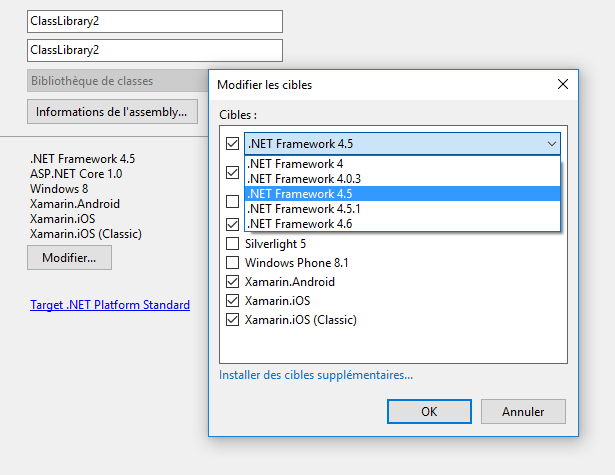 ClassLibrary2
ClassLibrary2
Bibliothèque de classes
Informations de l'assembly...
.NET Framework 4.5
ASP.NET Core 1.0
Windows 8
Xamarin.Android
Xamarin.iOS
Xamarin.iOS (Classic)
Modifier...
Target .NET Platform Standard
Modifier les cibles
Cibles :
.NET Framework 4.5
.NET Framework 4
.NET Framework 4.0.3
.NET Framework 4.5
.NET Framework 4.5.1
.NET Framework 4.6
Silverlight 5
Windows Phone 8.1
Xamarin.Android
Xamarin.iOS
Xamarin.iOS (Classic)
Installer des cibles supplémentaires...
OK
Annuler